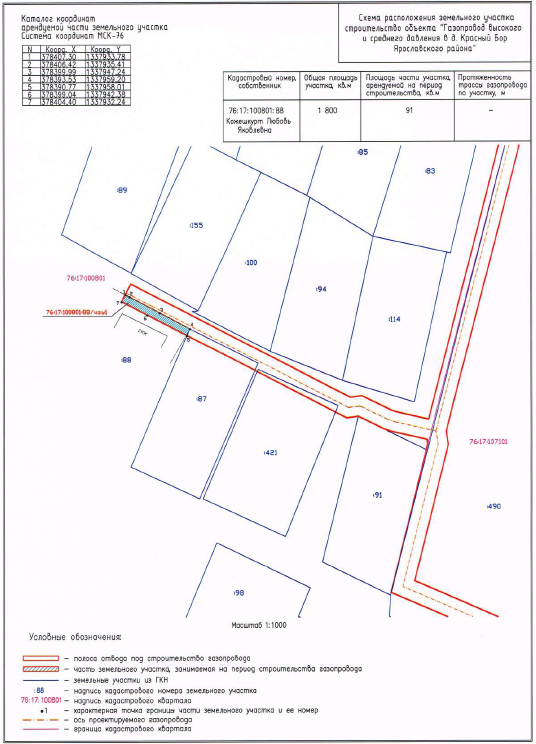 Каталог координат
арендуемой части земельного участка
Система координат МСК-76
N Коорд. X Коорд. Y
1 378407,30 1337933,78
2 378406,42 1337935,41
3 378399,99 1337947,24
4 378393,53 1337959,20
5 378390,77 1337958,01
6 378399,04 1337942,38
7 378404,40 1337932,24
Схема расположения земельного участка
строительство объекта "Газопровод высокого
и среднего давления в д. Красный Бор
Ярославского района"
Кадастровый номер, собственник
Общая площадь участка, кв.м
Площадь части участка, арендуемой на период строительства, кв.м
Протяженность трассы газопровода по участку, м
76:17:100801:88
Кожешкурт Любовь
Яковлевна
1 800
91
–
:85
:83
:89
:155
:100
:94
:114
76:17:100801
76:17:100801:88/чзу1
:88
:87
:421
:91
76:17:107101
:490
:98
Масштаб 1:1000
Условные обозначения:
– полоса отвода под строительство газопровода
– часть земельного участка, занимаемая на период строительства газопровода
– земельные участки из ГКН
:88 – надпись кадастрового номера земельного участка
76:17:100801 – надпись кадастрового квартала
•1 – характерная точка границы части земельного участка и ее номер
– ось проектируемого газопровода
– граница кадастрового квартала